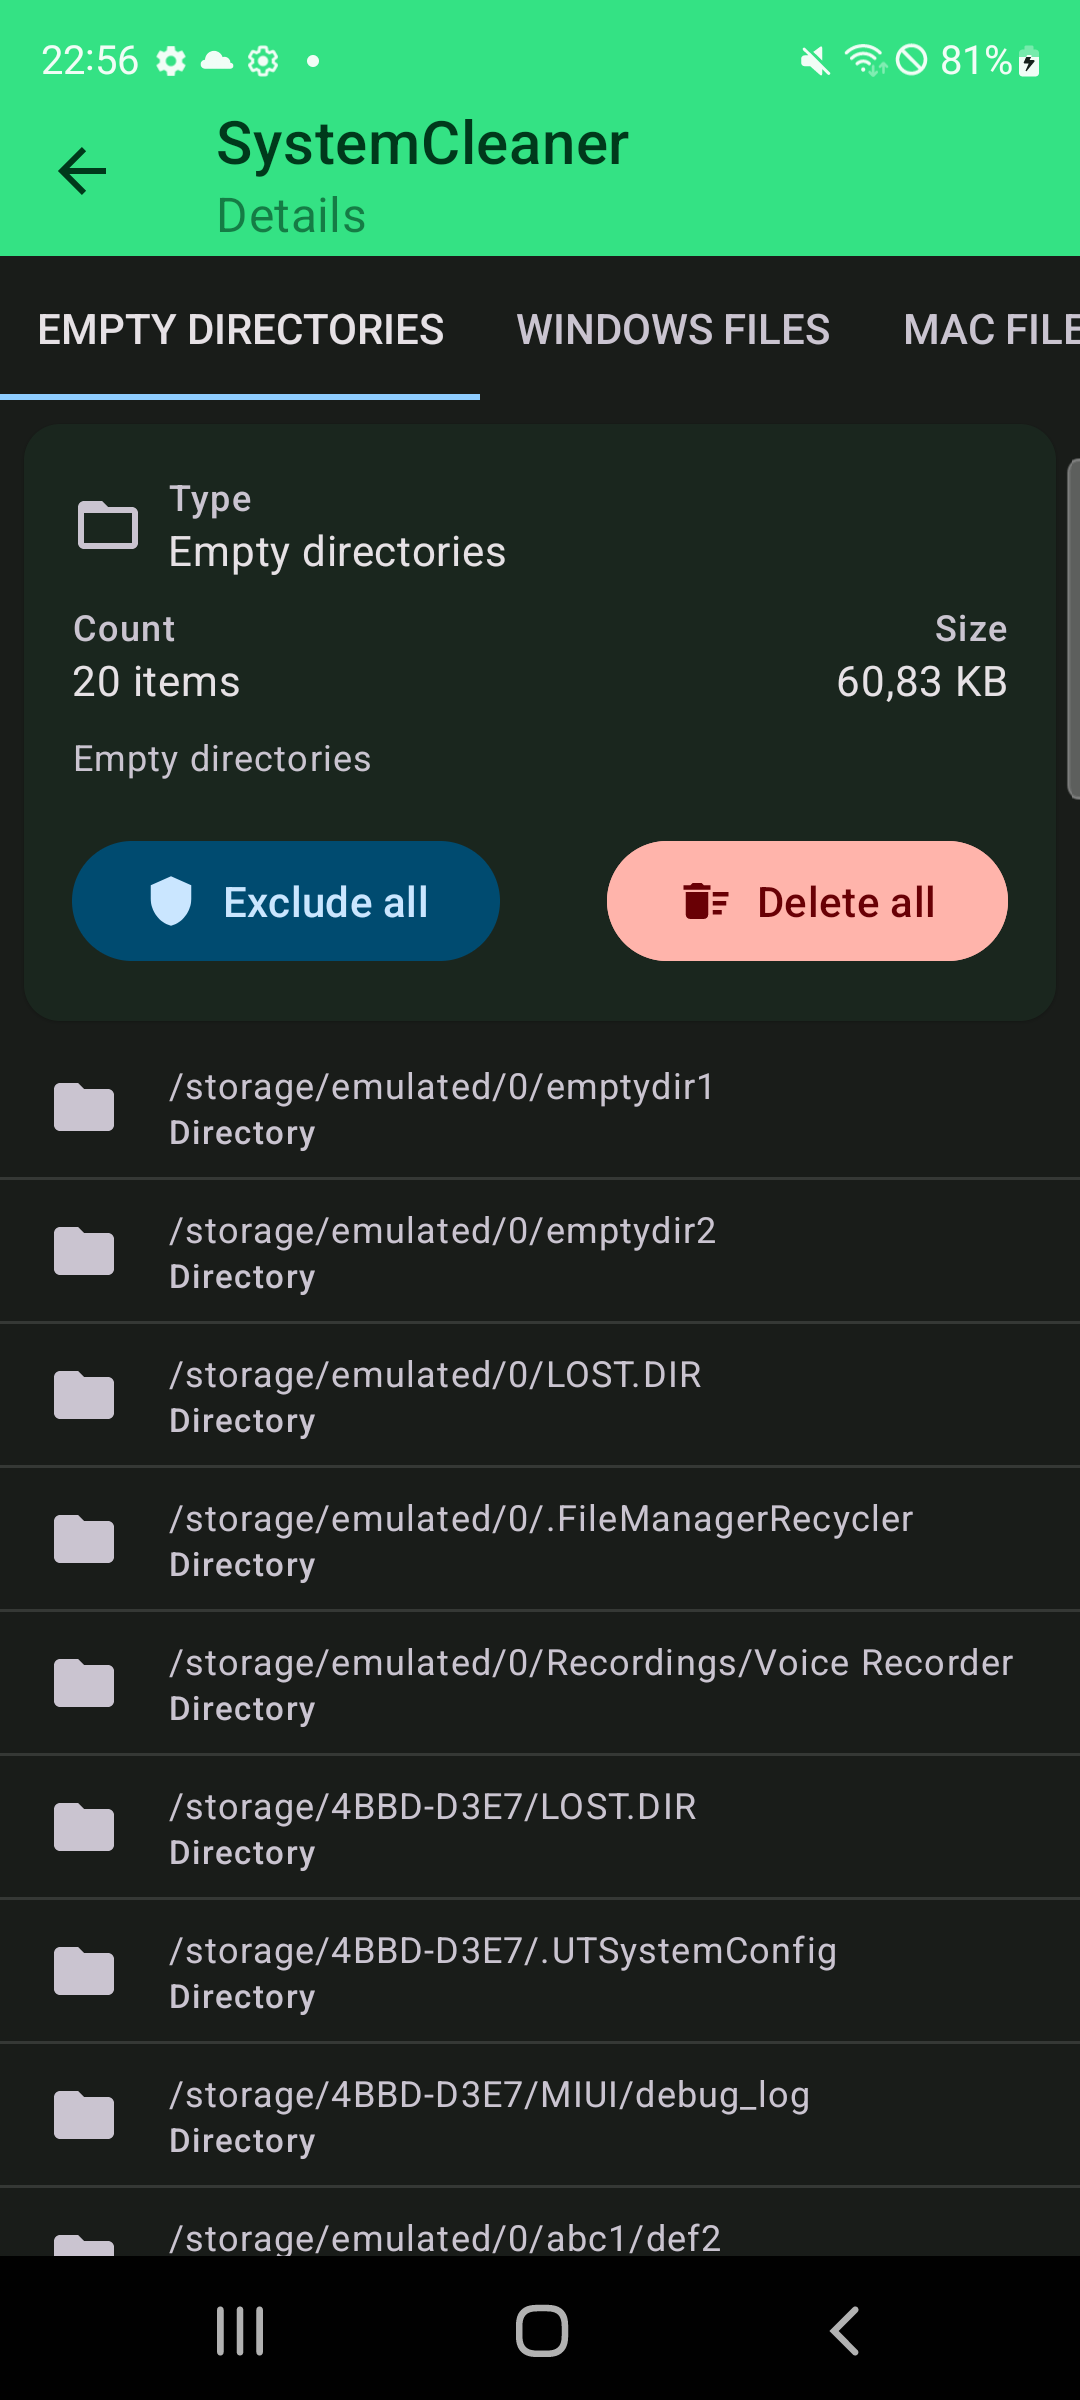 22:56
81%
SystemCleaner
Details
EMPTY DIRECTORIES WINDOWS FILES MAC FILE
Type
Empty directories
Count Size
20 items 60,83 KB
Empty directories
Exclude all Delete all
/storage/emulated/0/emptydir1
Directory
/storage/emulated/0/emptydir2
Directory
/storage/emulated/0/LOST.DIR
Directory
/storage/emulated/0/.FileManagerRecycler
Directory
/storage/emulated/0/Recordings/Voice Recorder
Directory
/storage/4BBD-D3E7/LOST.DIR
Directory
/storage/4BBD-D3E7/.UTSystemConfig
Directory
/storage/4BBD-D3E7/MIUI/debug_log
Directory
/storage/emulated/0/abc1/def2